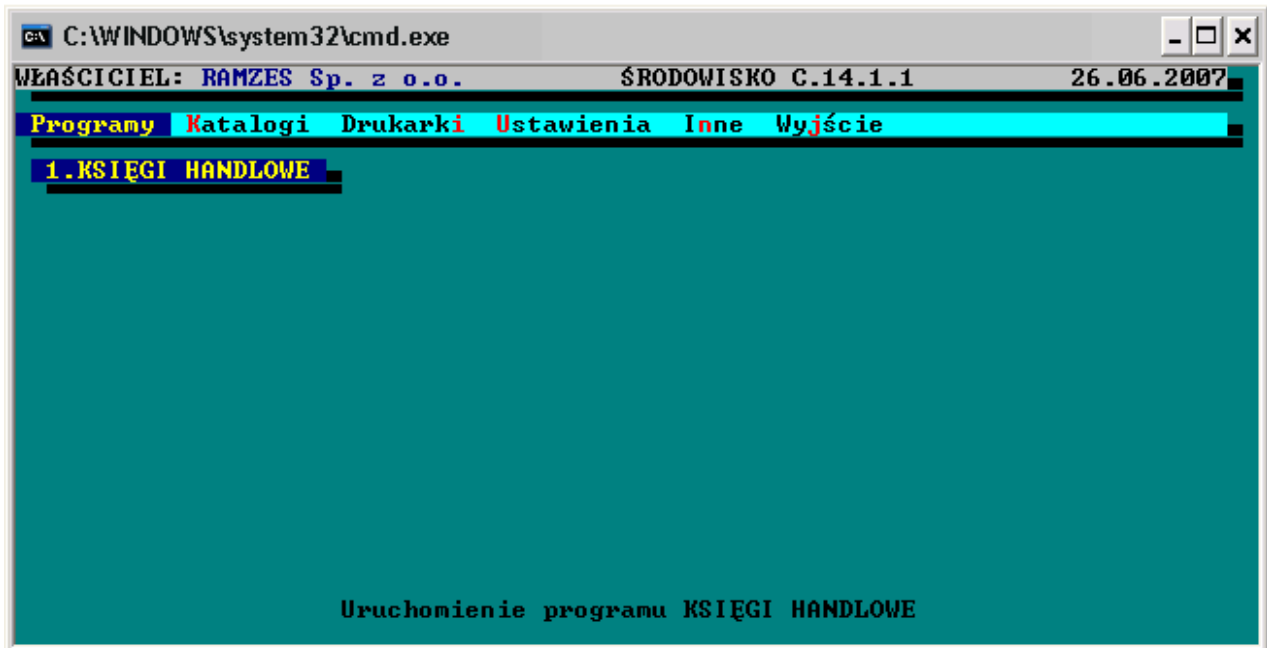 C:\WINDOWS\system32\cmd.exe
WŁAŚCICIEL: RAMZES Sp. z o.o. ŚRODOWISKO C.14.1.1 26.06.2007
Programy Katalogi Drukarki Ustawienia Inne Wyjście
1.KSIĘGI HANDLOWE
Uruchomienie programu KSIĘGI HANDLOWE